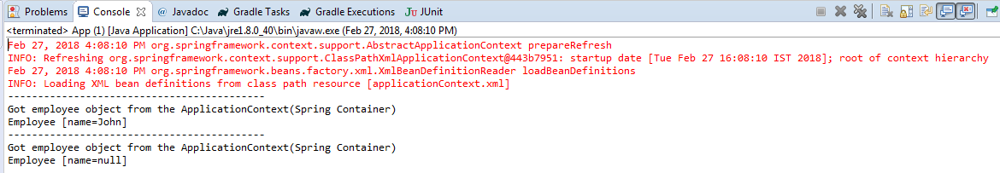 Problems Console Javadoc Gradle Tasks Gradle Executions JUnit
<terminated> App (1) [Java Application] C:\Java\jre1.8.0_40\bin\javaw.exe (Feb 27, 2018 4:08:10 PM)
Feb 27, 2018 4:08:10 PM org.springframework.context.support.AbstractApplicationContext prepareRefresh
INFO: Refreshing org.springframework.context.support.ClassPathXmlApplicationContext@443b7951: startup date [Tue Feb 27 16:08:10 IST 2018]; root of context hierarchy
Feb 27, 2018 4:08:10 PM org.springframework.beans.factory.xml.XmlBeanDefinitionReader loadBeanDefinitions
INFO: Loading XML bean definitions from class path resource [applicationContext.xml]
-------------------------------------------
Got employee object from the ApplicationContext(Spring Container)
Employee [name=John]
-------------------------------------------
Got employee object from the ApplicationContext(Spring Container)
Employee [name=null]